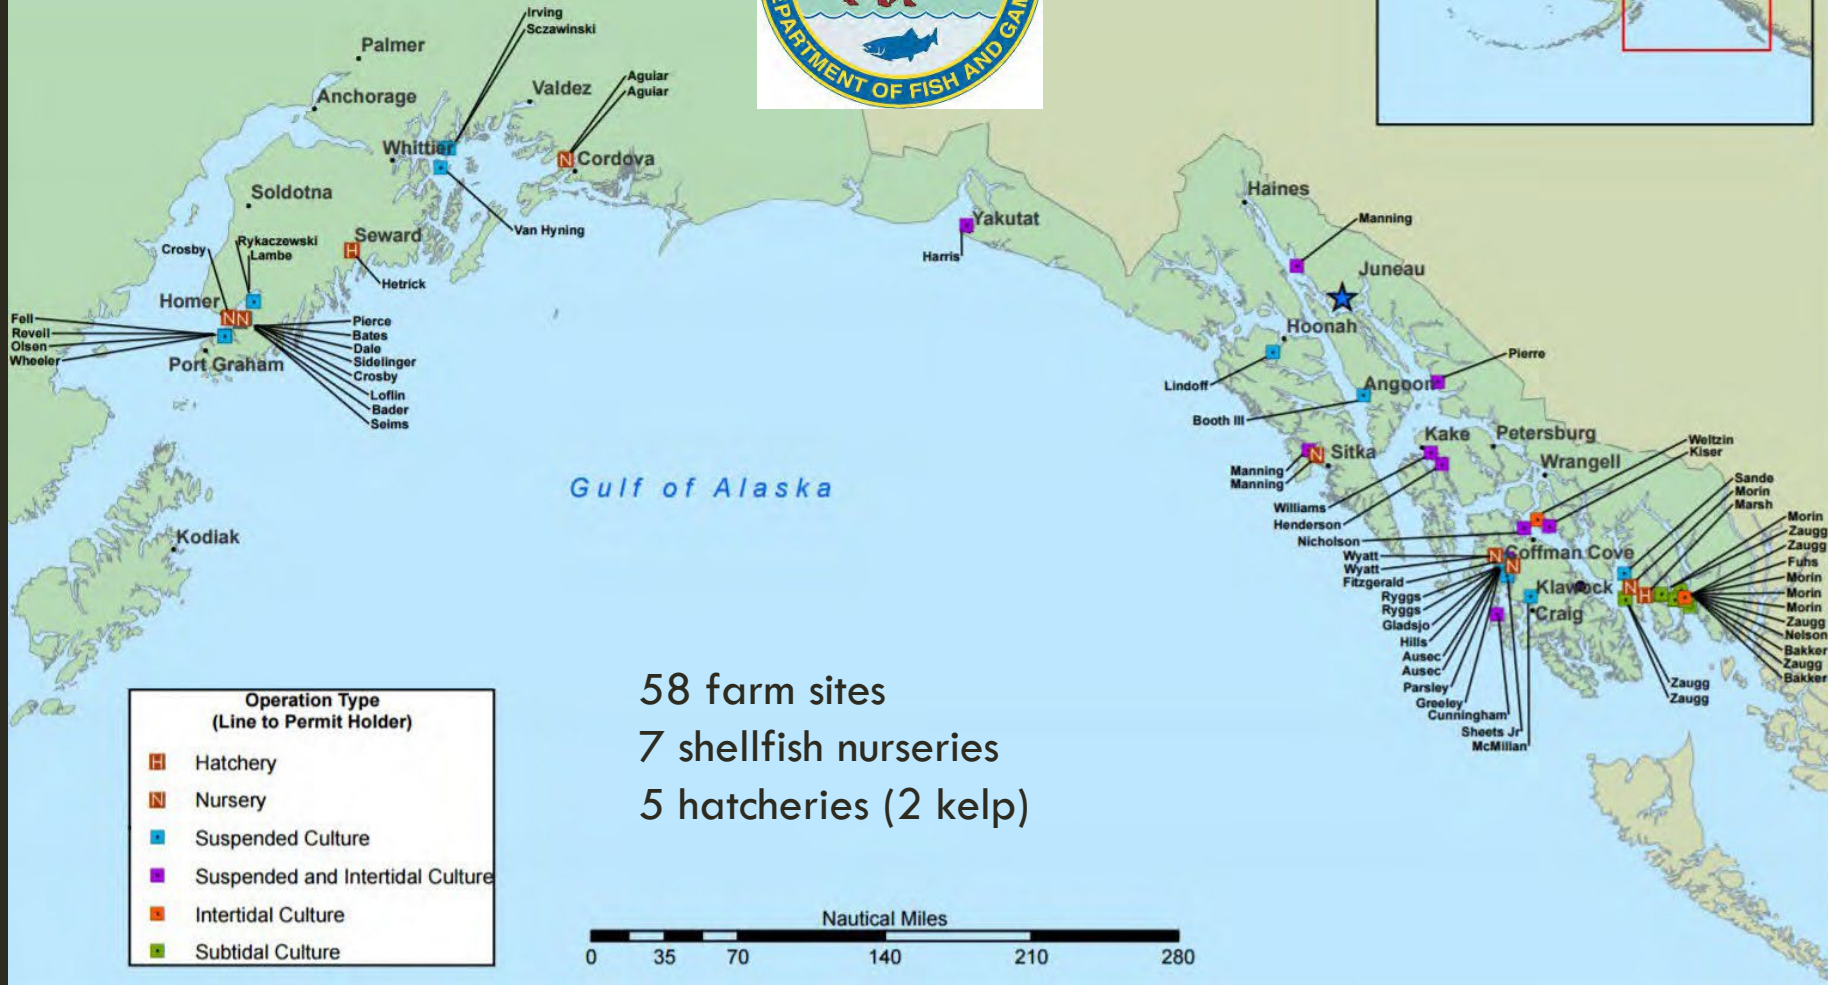 DEPARTMENT OF FISH AND GAM
Irving
Sczawinski
Palmer
Anchorage
Valdez
Aguiar
Aguiar
Whittier
Cordova
Soldotna
Van Hyning
Crosby
Rykaczewski
Lambe
Seward
Hetrick
Homer
Fell
Reveil
Olsen
Wheeler
Port Graham
Pierce
Bates
Dale
Sidelinger
Crosby
Loflin
Bader
Seims
Kodiak
Gulf of Alaska
Yakutat
Harris
Haines
Manning
Juneau
Hoonah
Lindoff
Pierre
Angoon
Booth III
Kake
Petersburg
Sitka
Manning
Manning
Wrangell
Weltzin
Kiser
Williams
Henderson
Nicholson
Sande
Morin
Marsh
Coffman Cove
Wyatt
Wyatt
Fitzgerald
Ryggs
Ryggs
Gladsjo
Hills
Ausec
Ausec
Parsley
Greeley
Cunningham
Sheets Jr
McMillan
Klawock
Craig
Morin
Zaugg
Zaugg
Fuhs
Morin
Morin
Morin
Zaugg
Nelson
Bakker
Zaugg
Bakker
Zaugg
Zaugg
58 farm sites
7 shellfish nurseries
5 hatcheries (2 kelp)
Operation Type
(Line to Permit Holder)
H Hatchery
N Nursery
Suspended Culture
Suspended and Intertidal Culture
Intertidal Culture
Subtidal Culture
Nautical Miles
0 35 70 140 210 280